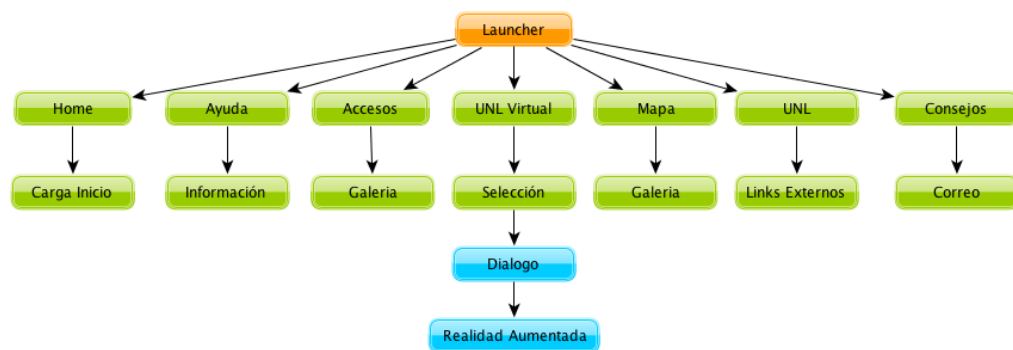 Launcher
Home
Ayuda
Accesos
UNL Virtual
Mapa
UNL
Consejos
Carga Inicio
Información
Galeria
Selección
Galeria
Links Externos
Correo
Dialogo
Realidad Aumentada